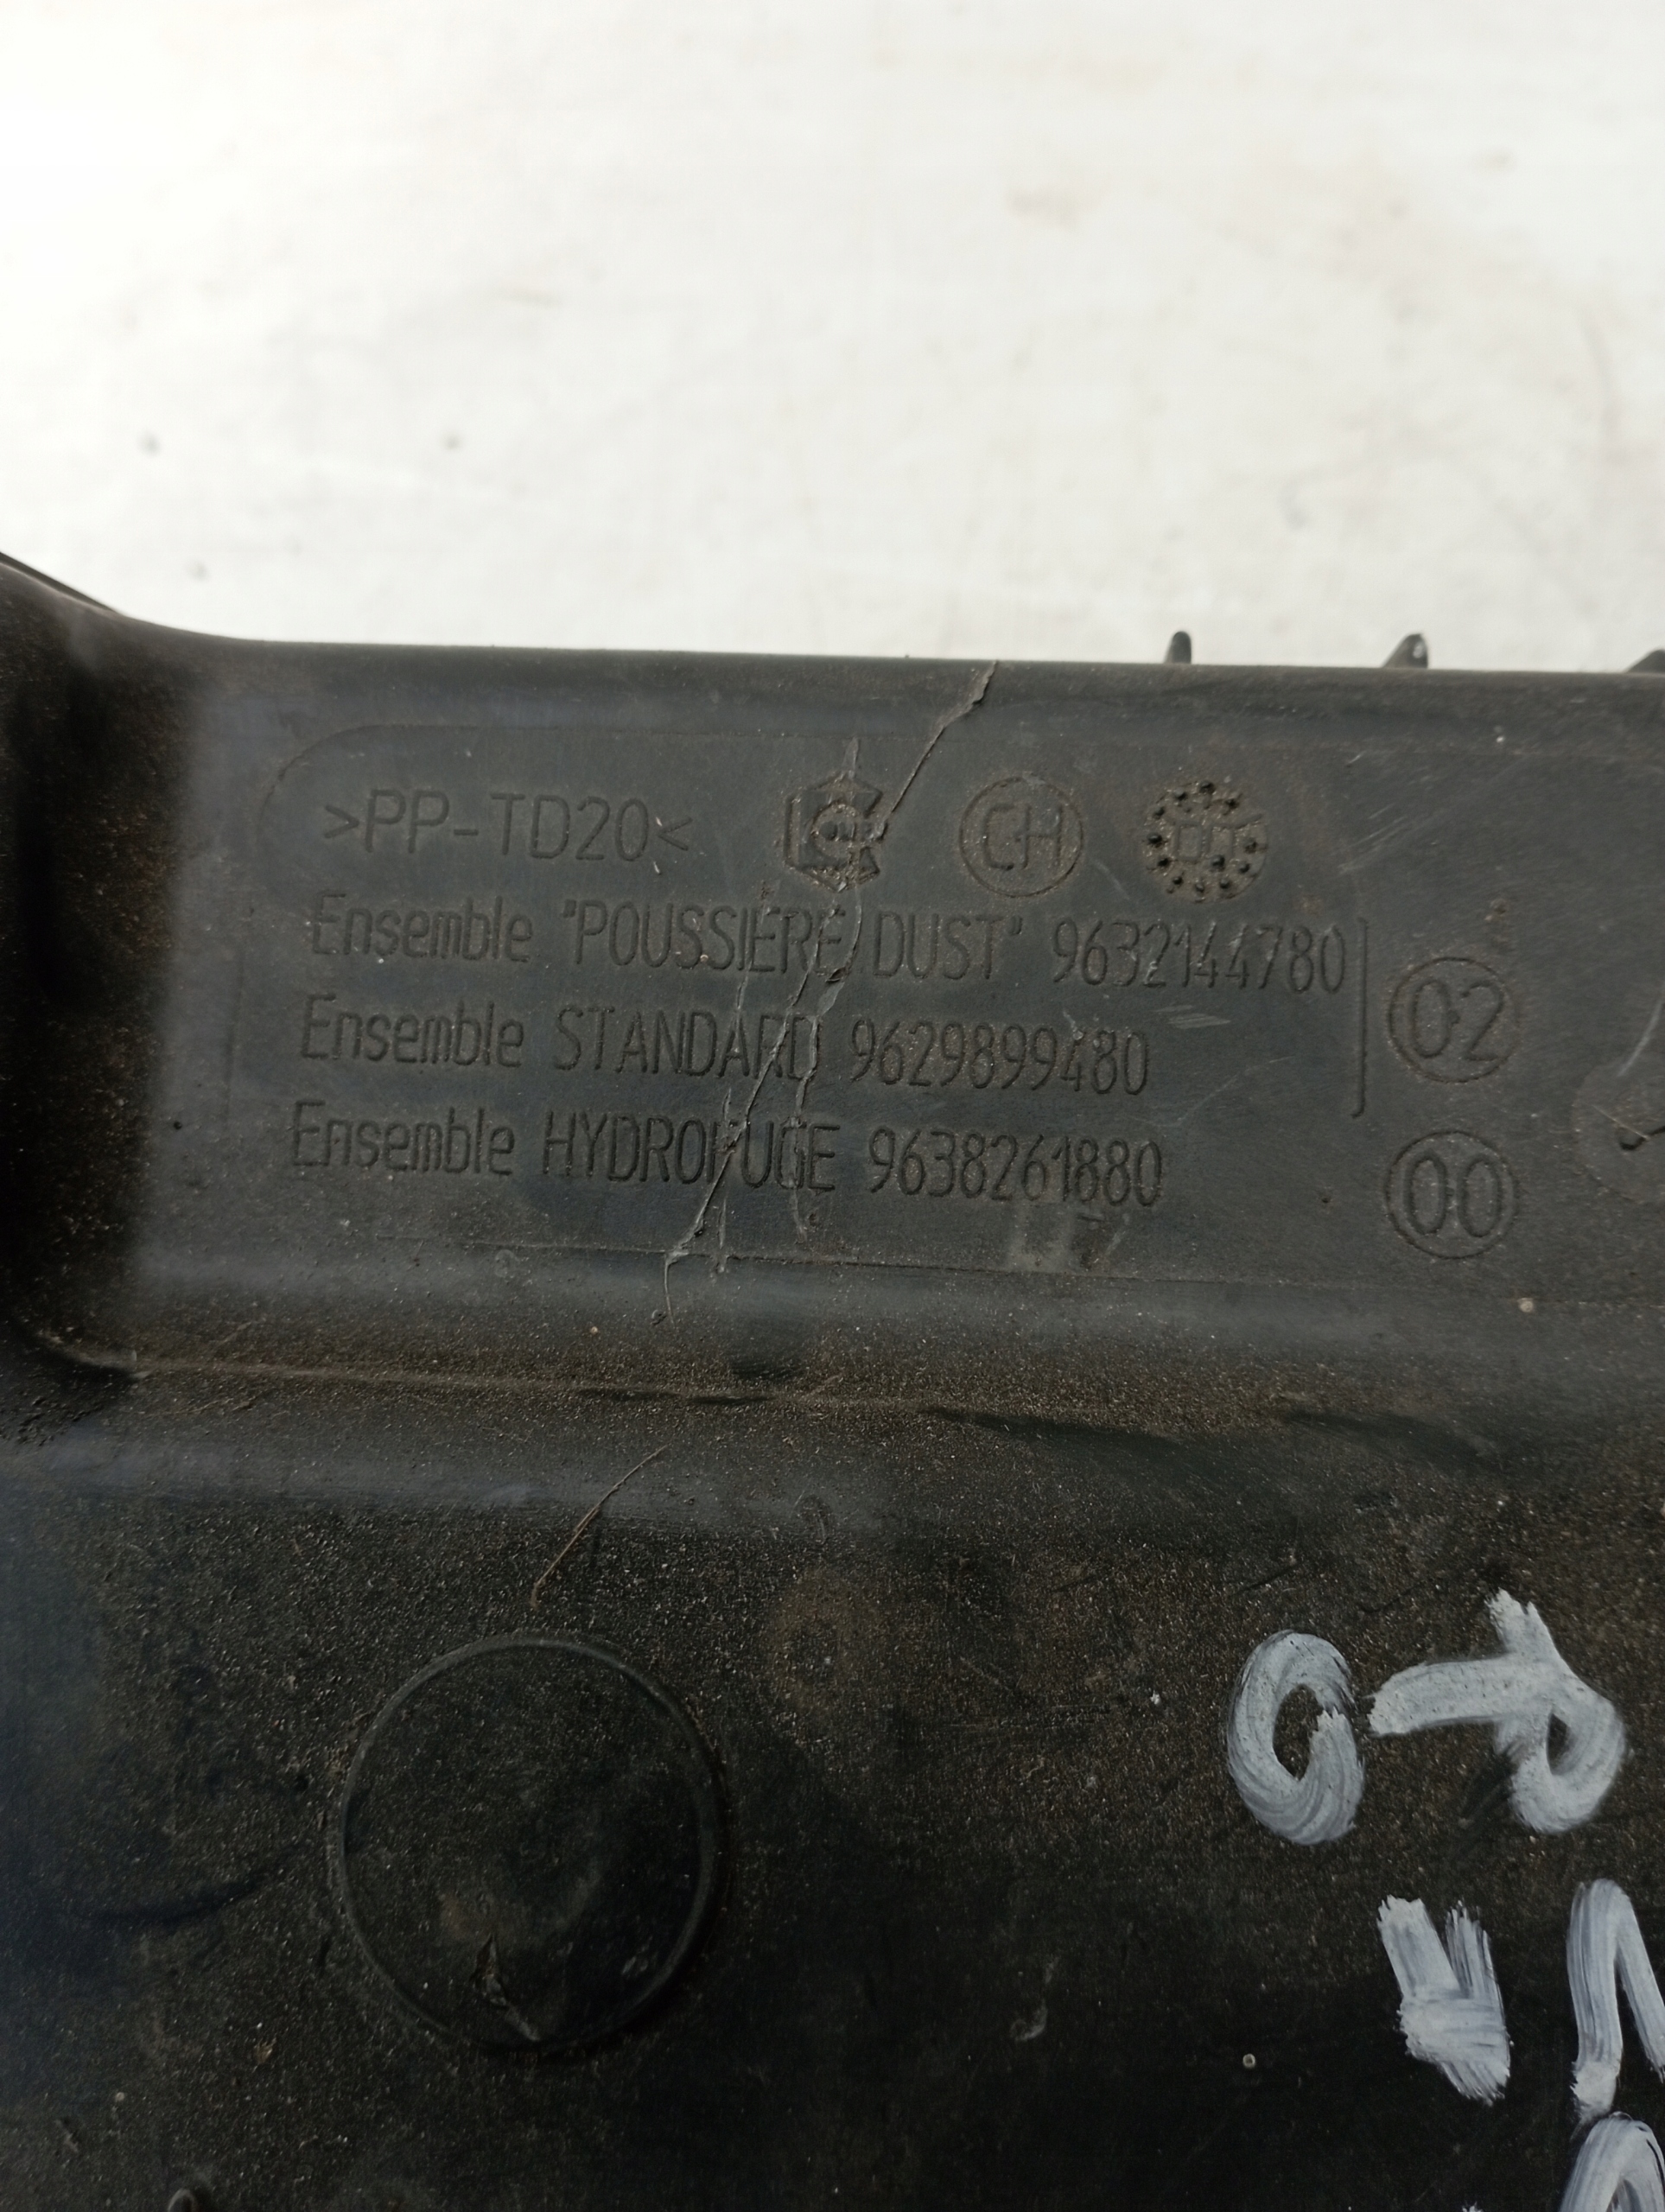 >PP-TD20< CH
Ensemble "POUSSIERE/DUST" 9632144780
Ensemble STANDARD 9629899480
Ensemble HYDROFUGE 9638261880
02
00